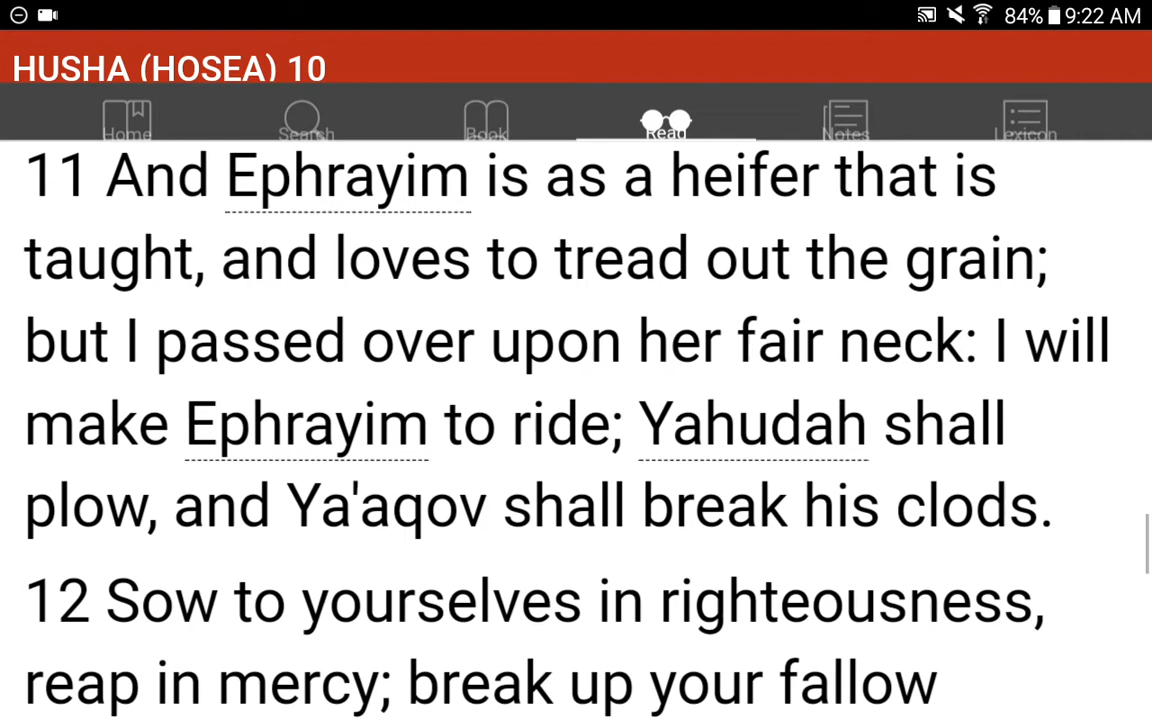 84% 9:22 AM
HUSHA (HOSEA) 10
Home Search Book Read Notes Lexicon
11 And Ephrayim is as a heifer that is
taught, and loves to tread out the grain;
but I passed over upon her fair neck: I will
make Ephrayim to ride; Yahudah shall
plow, and Ya'aqov shall break his clods.
12 Sow to yourselves in righteousness,
reap in mercy; break up your fallow